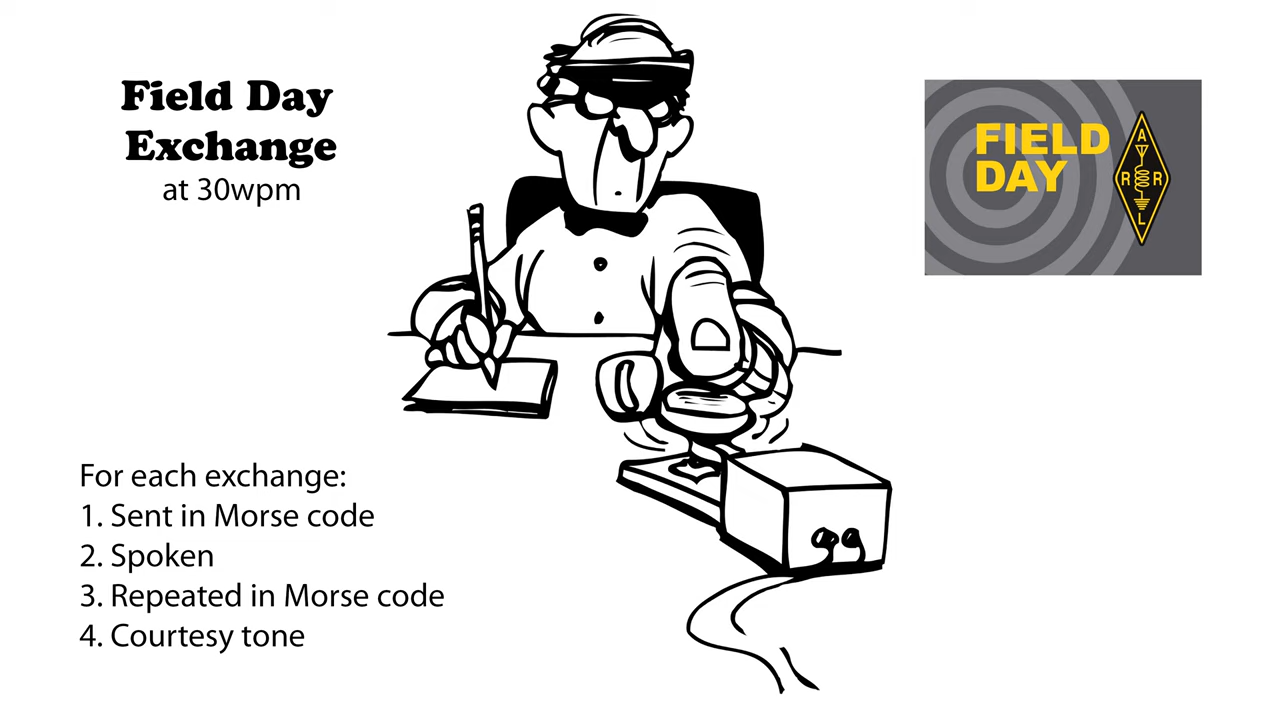 Field Day
Exchange
at 30wpm
FIELD
DAY
A
R R
L
For each exchange:
1. Sent in Morse code
2. Spoken
3. Repeated in Morse code
4. Courtesy tone